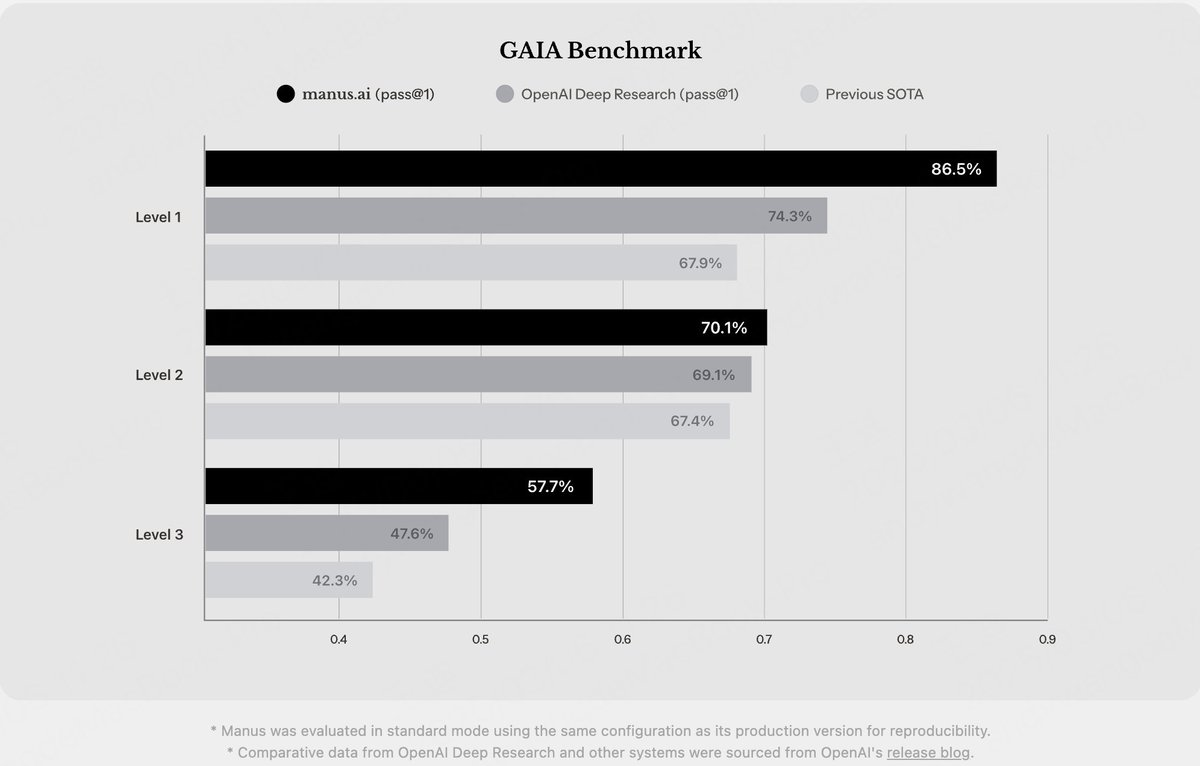 GAIA Benchmark
manus.ai (pass@1) OpenAI Deep Research (pass@1) Previous SOTA
86.5%
Level 1 74.3%
67.9%
70.1%
Level 2 69.1%
67.4%
57.7%
Level 3 47.6%
42.3%
0.4 0.5 0.6 0.7 0.8 0.9
* Manus was evaluated in standard mode using the same configuration as its production version for reproducibility.
* Comparative data from OpenAI Deep Research and other systems were sourced from OpenAI's release blog.